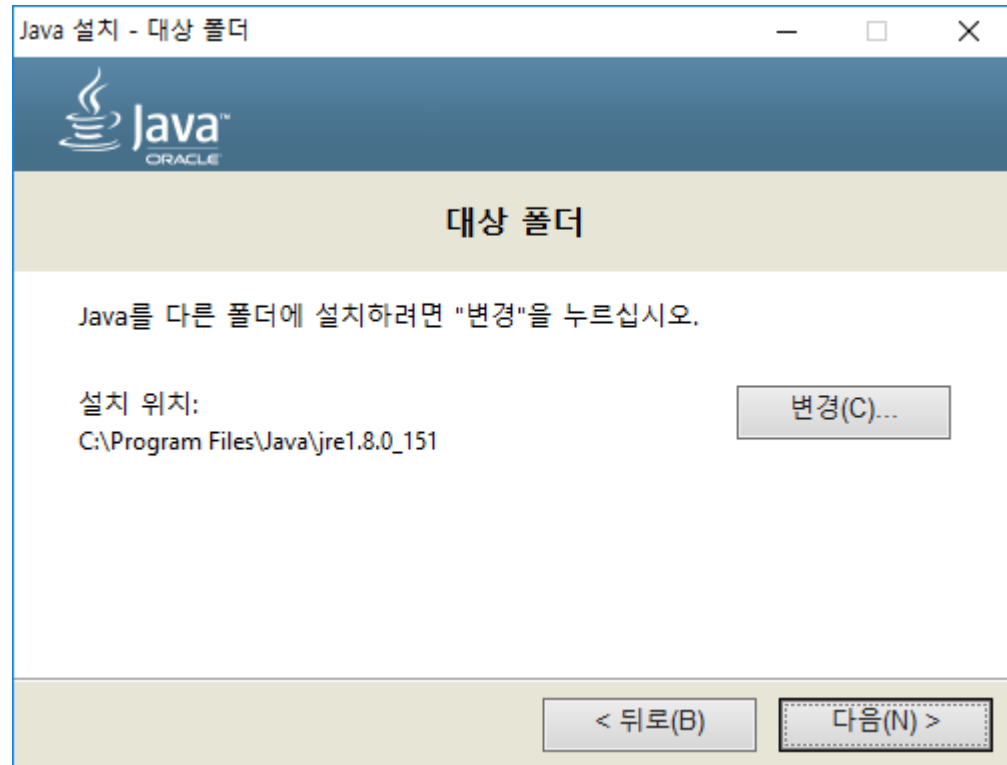 Java 설치 - 대상 폴더
Java™
ORACLE
대상 폴더
Java를 다른 폴더에 설치하려면 "변경"을 누르십시오.
설치 위치:
변경(C)...
C:\Program Files\Java\jre1.8.0_151
< 뒤로(B)
다음(N) >